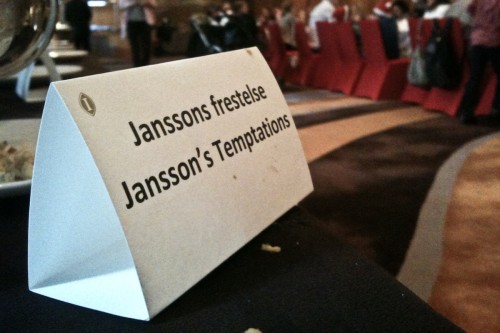 Janssons frestelse
Jansson's Temptations